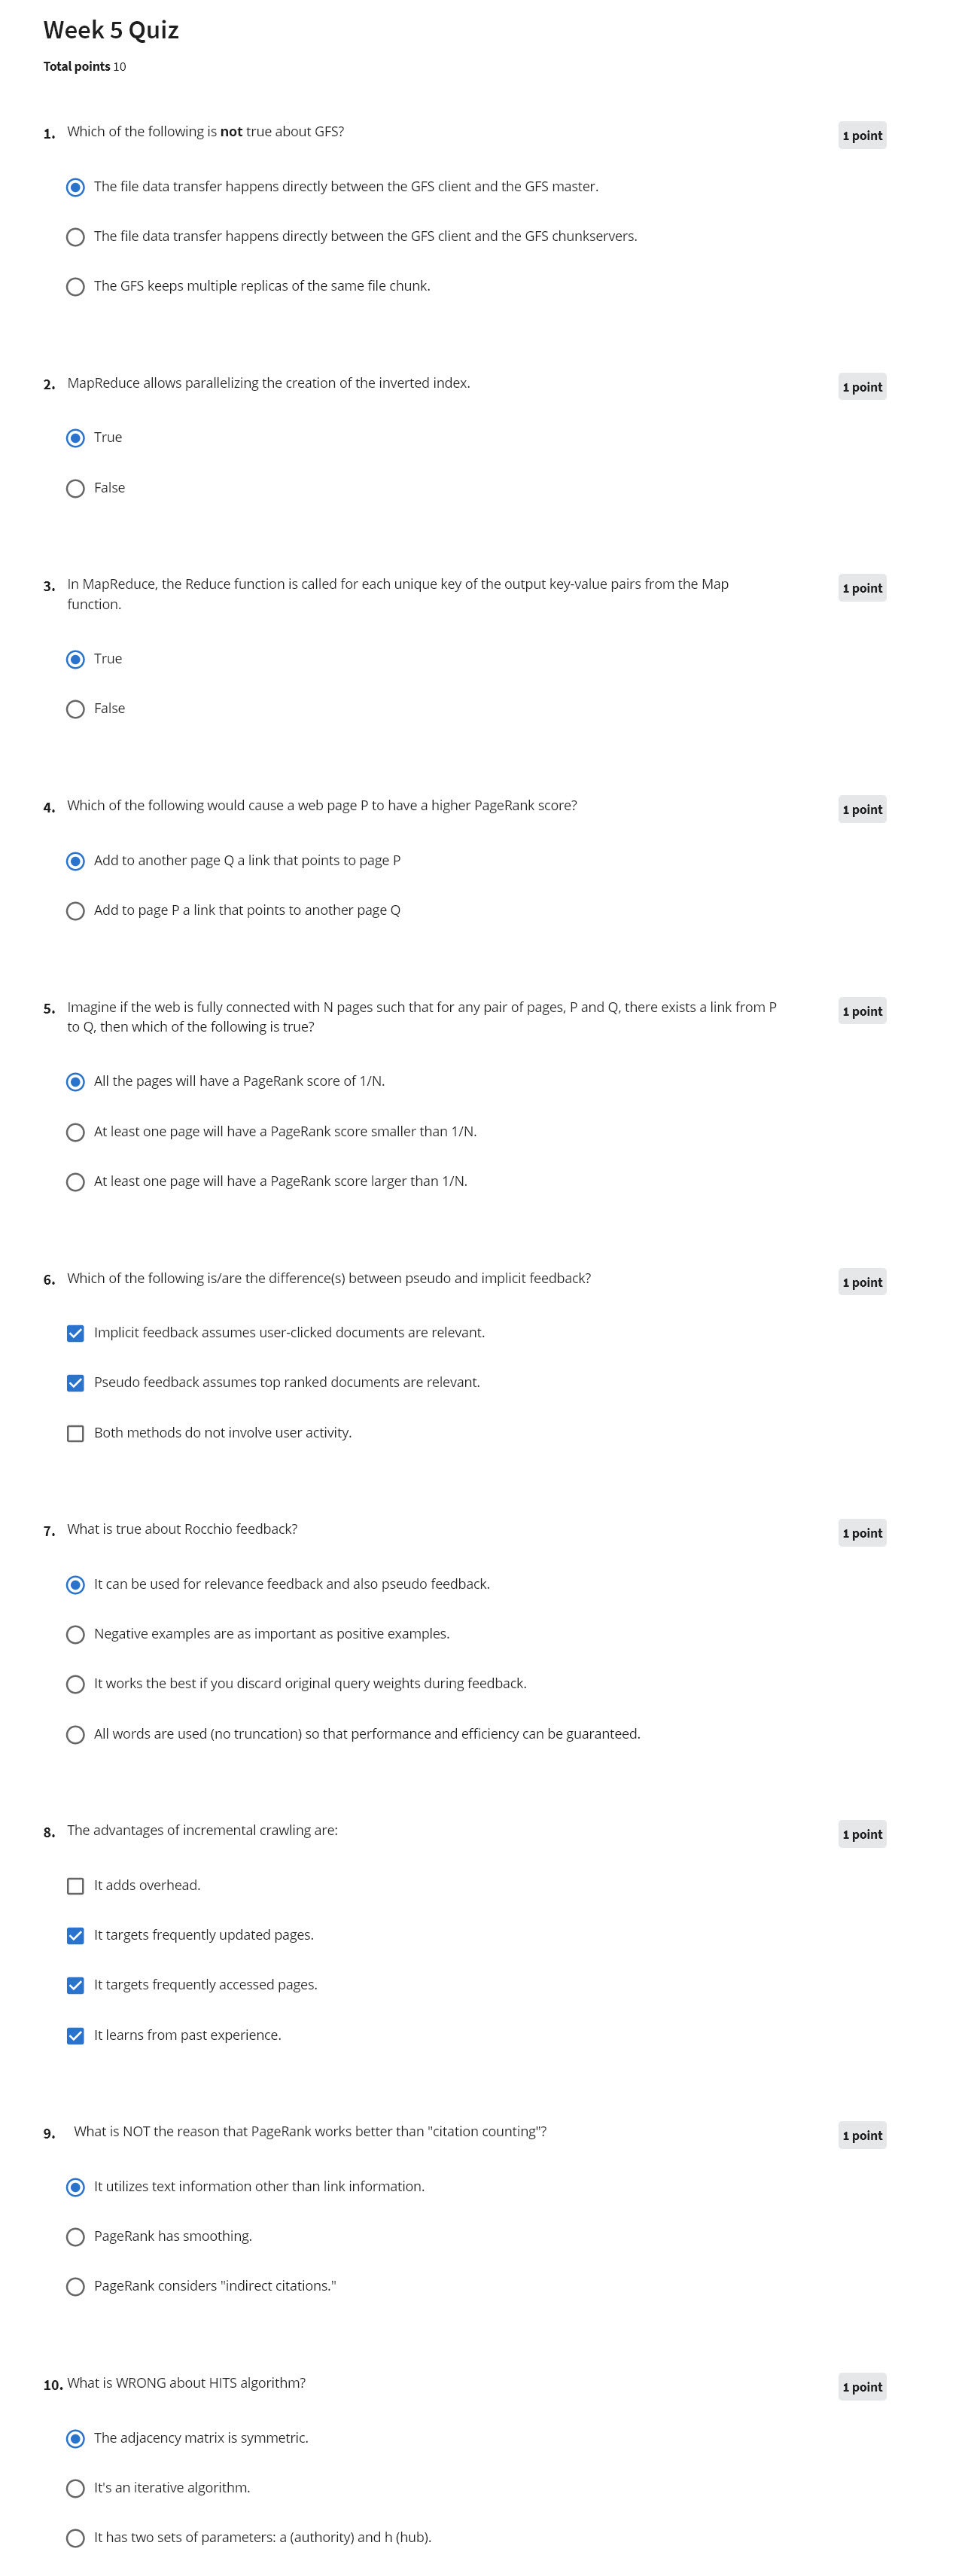 Week 5 Quiz
Total points 10
1. Which of the following is not true about GFS? 1 point
The file data transfer happens directly between the GFS client and the GFS master.
The file data transfer happens directly between the GFS client and the GFS chunkservers.
The GFS keeps multiple replicas of the same file chunk.
2. MapReduce allows parallelizing the creation of the inverted index. 1 point
True
False
3. In MapReduce, the Reduce function is called for each unique key of the output key-value pairs from the Map 1 point
function.
True
False
4. Which of the following would cause a web page P to have a higher PageRank score? 1 point
Add to another page Q a link that points to page P
Add to page P a link that points to another page Q
5. Imagine if the web is fully connected with N pages such that for any pair of pages, P and Q, there exists a link from P 1 point
to Q, then which of the following is true?
All the pages will have a PageRank score of 1/N.
At least one page will have a PageRank score smaller than 1/N.
At least one page will have a PageRank score larger than 1/N.
6. Which of the following is/are the difference(s) between pseudo and implicit feedback? 1 point
Implicit feedback assumes user-clicked documents are relevant.
Pseudo feedback assumes top ranked documents are relevant.
Both methods do not involve user activity.
7. What is true about Rocchio feedback? 1 point
It can be used for relevance feedback and also pseudo feedback.
Negative examples are as important as positive examples.
It works the best if you discard original query weights during feedback.
All words are used (no truncation) so that performance and efficiency can be guaranteed.
8. The advantages of incremental crawling are: 1 point
It adds overhead.
It targets frequently updated pages.
It targets frequently accessed pages.
It learns from past experience.
9. What is NOT the reason that PageRank works better than "citation counting"? 1 point
It utilizes text information other than link information.
PageRank has smoothing.
PageRank considers "indirect citations."
10. What is WRONG about HITS algorithm? 1 point
The adjacency matrix is symmetric.
It's an iterative algorithm.
It has two sets of parameters: a (authority) and h (hub).